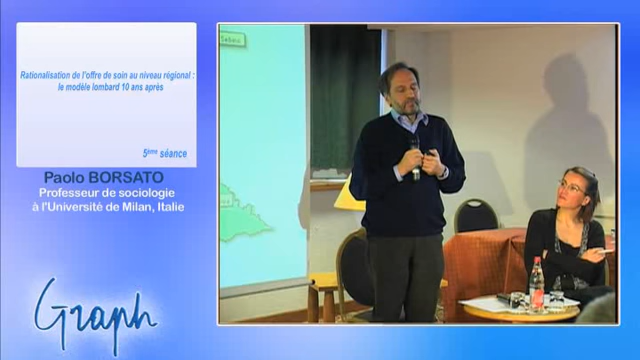 Rationalisation de l'offre de soin au niveau régional :
le modèle lombard 10 ans après
5ème séance
Paolo BORSATO
Professeur de sociologie
à l'Université de Milan, Italie
Graph